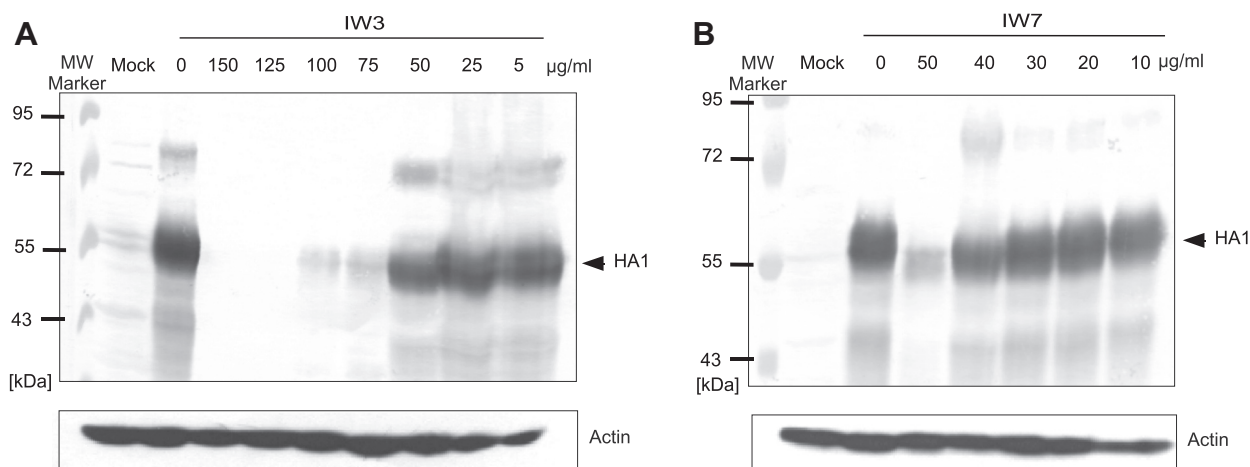 A
IW3
MW Marker Mock 0 150 125 100 75 50 25 5 µg/ml
95
72
55
43
[kDa]
HA1
Actin
B
IW7
MW Marker Mock 0 50 40 30 20 10 µg/ml
95
72
55
43
[kDa]
HA1
Actin